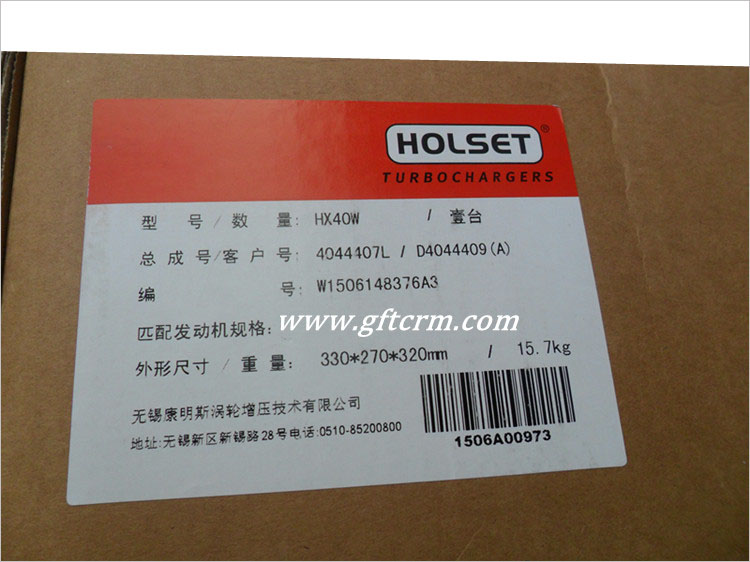 HOLSET®
TURBOCHARGERS
型 号 / 数 量: HX40W / 壹台
总 成 号/客 户 号: 4044407L / D4044409(A)
编 号: W1506148376A3
www.gftcrm.com
匹配发动机规格:
外形尺寸 / 重 量: 330*270*320mm / 15.7kg
无锡康明斯涡轮增压技术有限公司
地址:无锡新区新锡路28号电话:0510-85200800
1506A00973